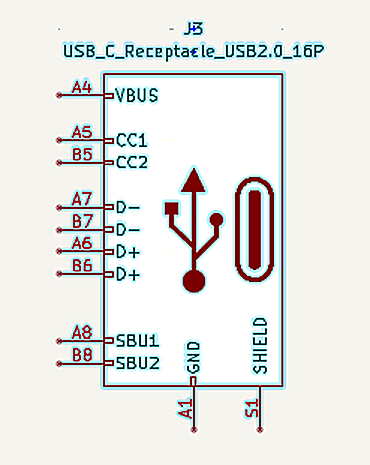 J3
USB_C_Receptacle_USB2.0_16P
A4 VBUS
A5 CC1
B5 CC2
A7 D-
B7 D-
A6 D+
B6 D+
A8 SBU1
B8 SBU2
GND
SHIELD
A1
S1